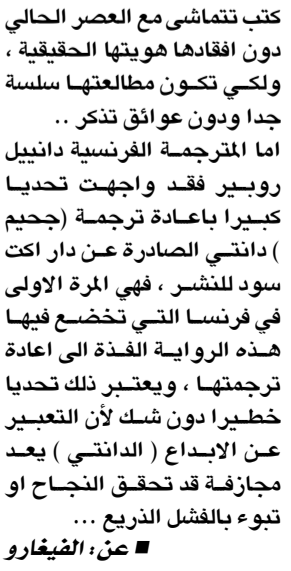 كتب تتماشى مع العصر الحالي
دون افقادها هويتها الحقيقية ،
ولكي تكون مطالعتها سلسة
جدا ودون عوائق تذكر ..
اما المترجمة الفرنسية دانييل
روبير فقد واجهت تحديا
كبيرا باعادة ترجمة (جحيم
) دانتي الصادرة عن دار اكت
سود للنشر ، فهي المرة الاولى
في فرنسا التي تخضع فيها
هذه الرواية الفذة الى اعادة
ترجمتها ، ويعتبر ذلك تحديا
خطيرا دون شك لأن التعبير
عن الابداع ( الدانتي ) يعد
مجازفة قد تحقق النجاح او
تبوء بالفشل الذريع ...
■ عن: الفيغارو